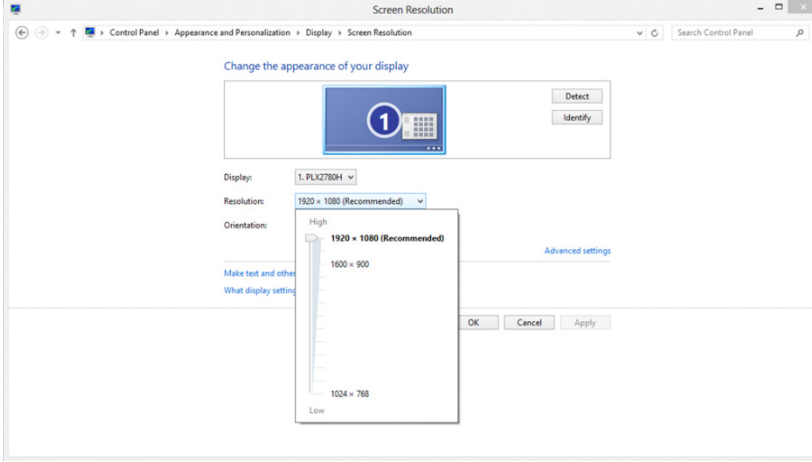 Screen Resolution
Control Panel Appearance and Personalization Display Screen Resolution Search Control Panel
Change the appearance of your display
1
Detect
Identify
Display: 1. PLX2780H
Resolution: 1920 × 1080 (Recommended)
Orientation:
High
1920 × 1080 (Recommended)
1600 × 900
1024 × 768
Low
Advanced settings
Make text and other
What display setting
OK Cancel Apply